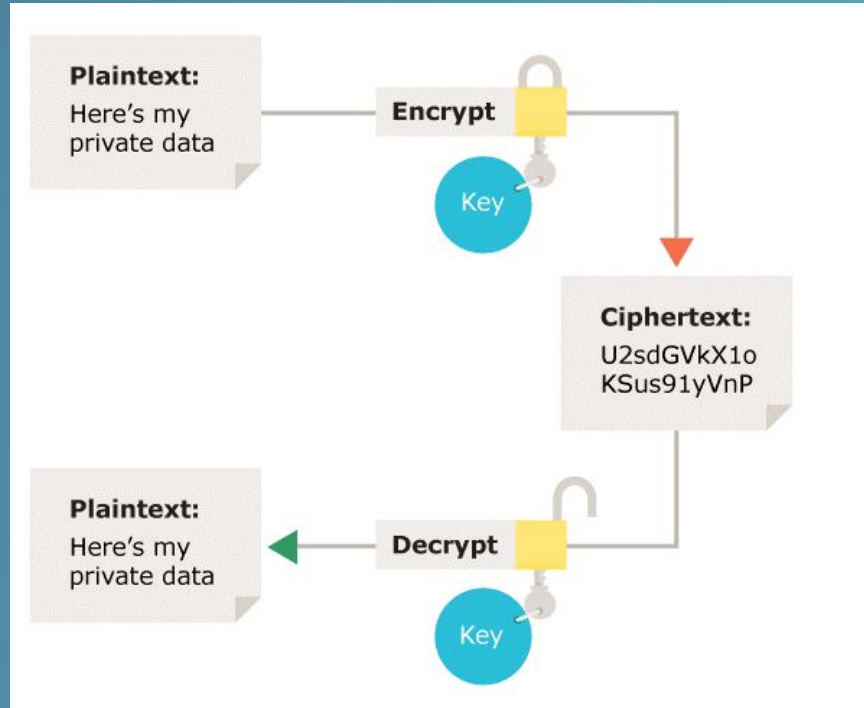 Plaintext:
Here's my
private data
Encrypt
Key
Ciphertext:
U2sdGVkX1o
KSus91yVnP
Decrypt
Key
Plaintext:
Here's my
private data